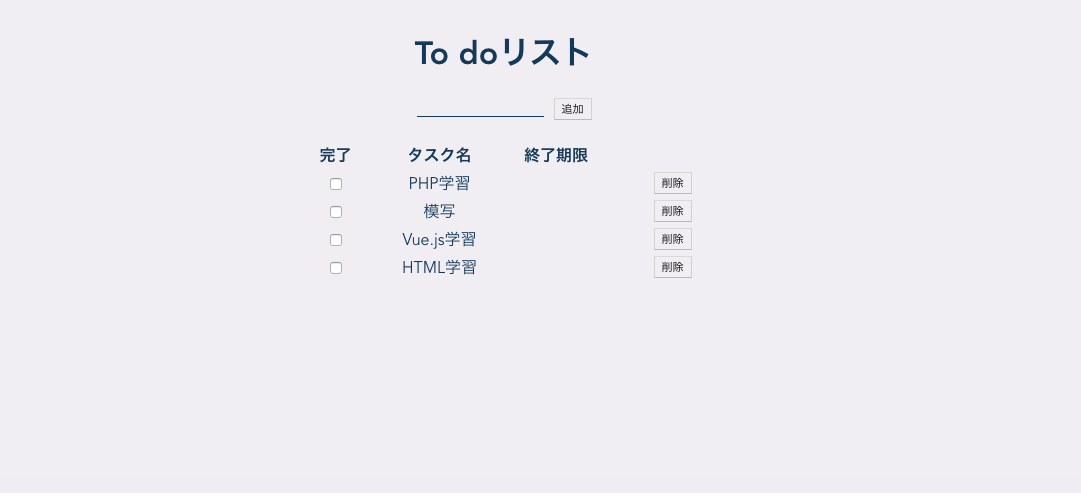 To doリスト
追加
完了 タスク名 終了期限
PHP学習 削除
模写 削除
Vue.js学習 削除
HTML学習 削除